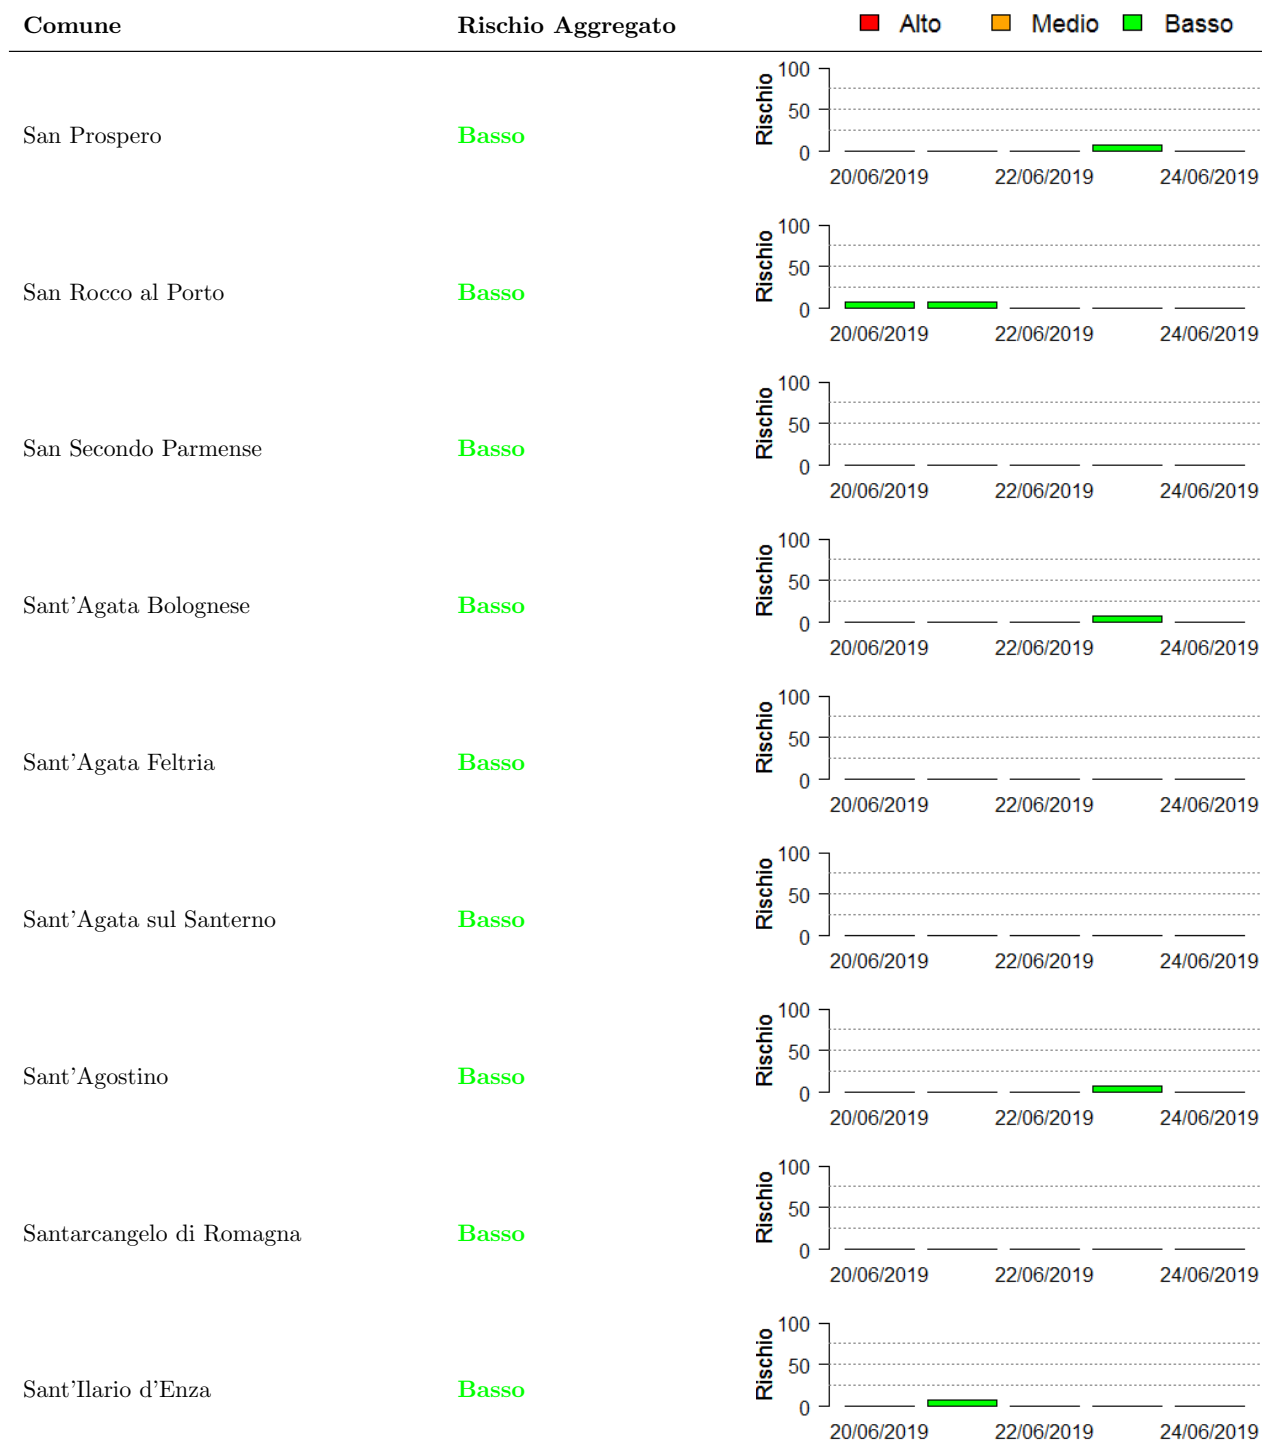 Comune Rischio Aggregato Alto Medio Basso
San Prospero Basso Rischio 100 50 0
20/06/2019 22/06/2019 24/06/2019
San Rocco al Porto Basso Rischio 100 50 0
20/06/2019 22/06/2019 24/06/2019
San Secondo Parmense Basso Rischio 100 50 0
20/06/2019 22/06/2019 24/06/2019
Sant'Agata Bolognese Basso Rischio 100 50 0
20/06/2019 22/06/2019 24/06/2019
Sant'Agata Feltria Basso Rischio 100 50 0
20/06/2019 22/06/2019 24/06/2019
Sant'Agata sul Santerno Basso Rischio 100 50 0
20/06/2019 22/06/2019 24/06/2019
Sant'Agostino Basso Rischio 100 50 0
20/06/2019 22/06/2019 24/06/2019
Santarcangelo di Romagna Basso Rischio 100 50 0
20/06/2019 22/06/2019 24/06/2019
Sant'Ilario d'Enza Basso Rischio 100 50 0
20/06/2019 22/06/2019 24/06/2019